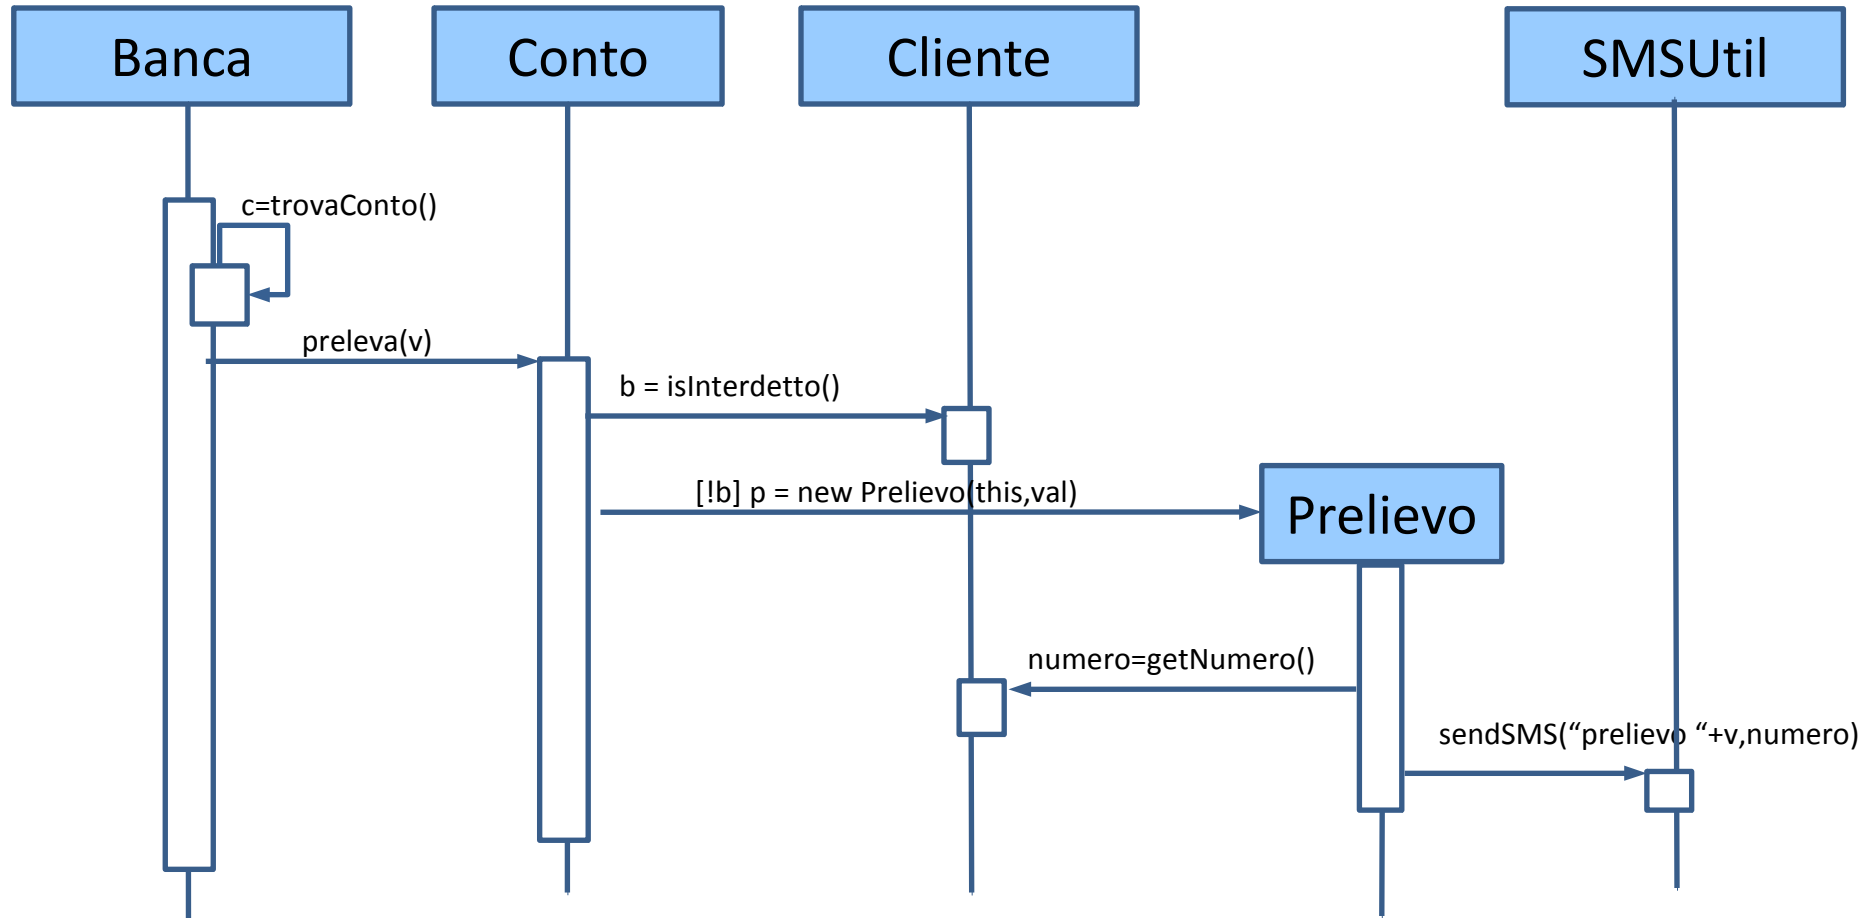 Banca
Conto
Cliente
SMSUtil
c=trovaConto()
preleva(v)
b = isInterdetto()
[!b] p = new Prelievo(this,val)
Prelievo
numero=getNumero()
sendSMS(“prelievo “+v,numero)